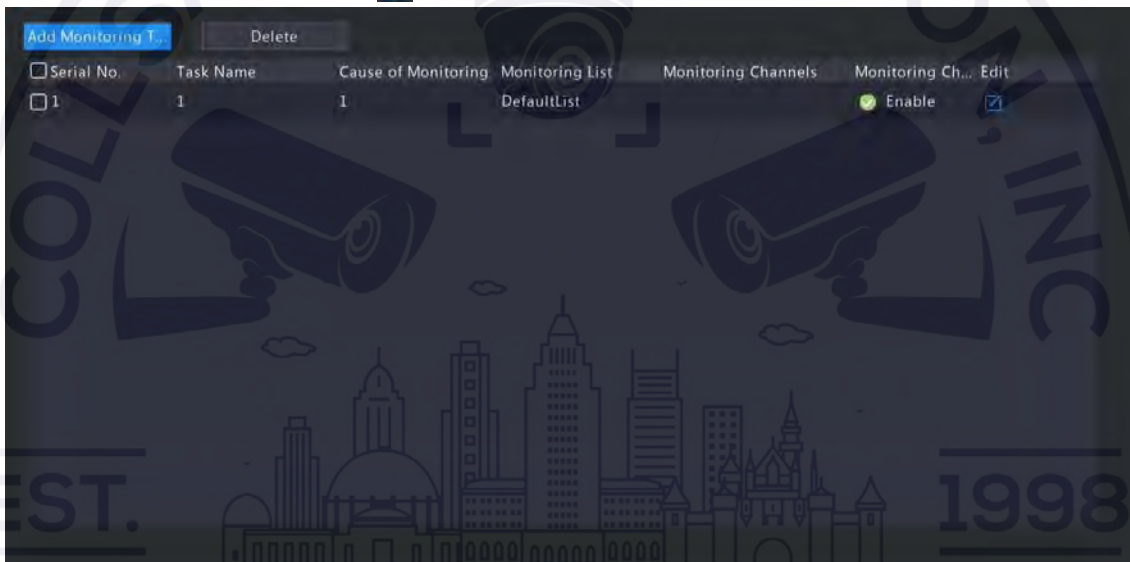 Add Monitoring T... Delete
Serial No. Task Name Cause of Monitoring Monitoring List Monitoring Channels Monitoring Ch... Edit
1 1 1 DefaultList Enable
EST. 1998